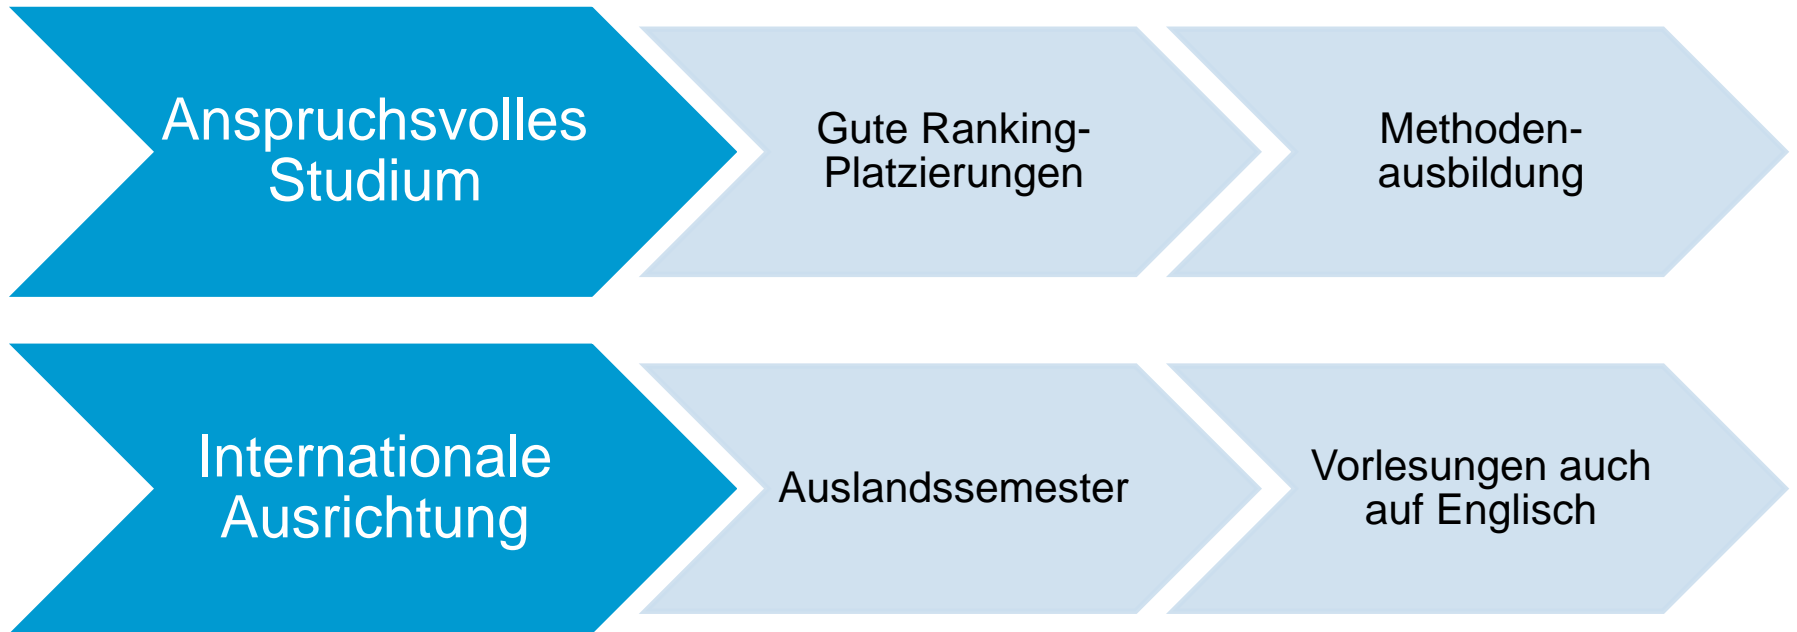 Anspruchsvolles
Studium
Gute Ranking-
Platzierungen
Methoden-
ausbildung
Internationale
Ausrichtung
Auslandssemester
Vorlesungen auch
auf Englisch